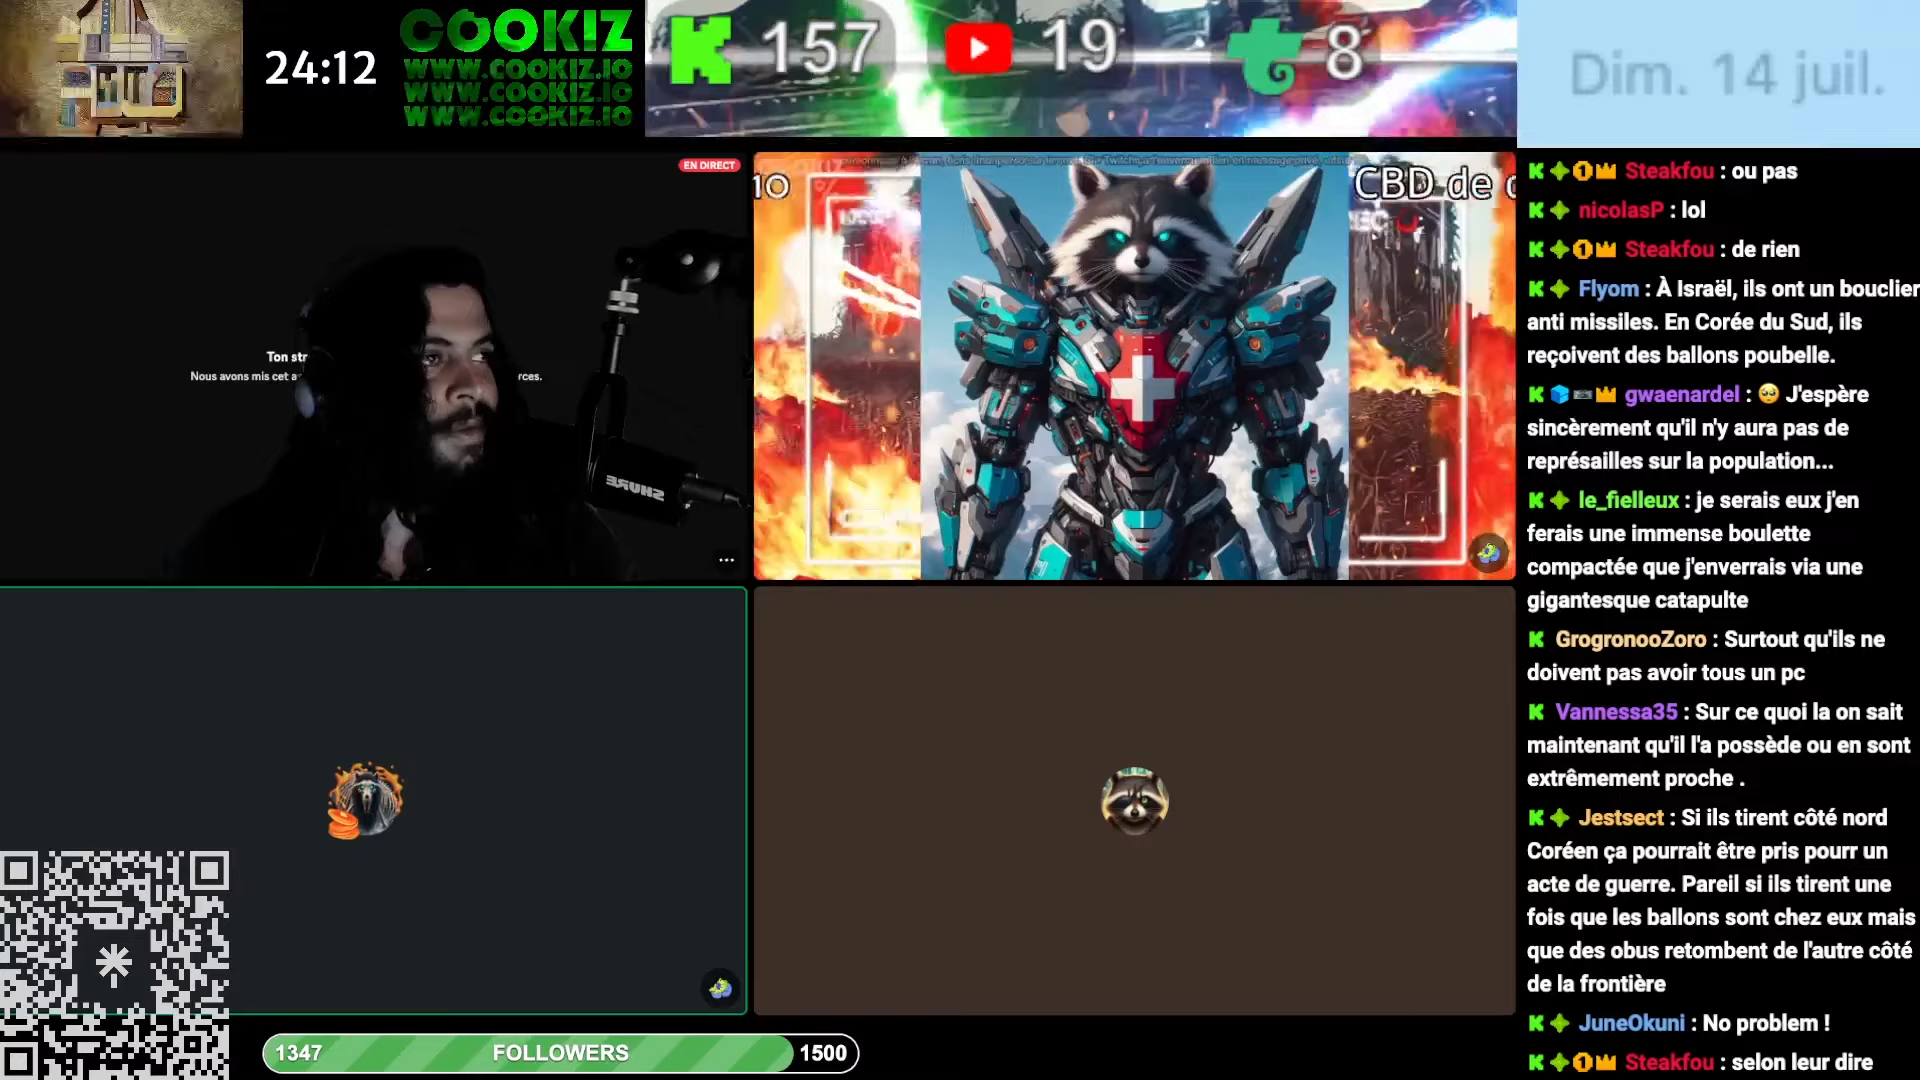 24:12
COOKIZ
WWW.COOKIZ.IO
WWW.COOKIZ.IO
WWW.COOKIZ.IO
157
19
8
Dim. 14 juil.
EN DIRECT
Ton str
Nous avons mis cet a
rces.
SHURE
IO
CBD de
Steakfou : ou pas
nicolasP : lol
Steakfou : de rien
Flyom : À Israël, ils ont un bouclier
anti missiles. En Corée du Sud, ils
reçoivent des ballons poubelle.
gwaenardel : 🥺 J'espère
sincèrement qu'il n'y aura pas de
représailles sur la population...
le_fielleux : je serais eux j'en
ferais une immense boulette
compactée que j'enverrais via une
gigantesque catapulte
GrogronooZoro : Surtout qu'ils ne
doivent pas avoir tous un pc
Vannessa35 : Sur ce quoi la on sait
maintenant qu'il l'a possède ou en sont
extrêmement proche .
Jestsect : Si ils tirent côté nord
Coréen ça pourrait être pris pourr un
acte de guerre. Pareil si ils tirent une
fois que les ballons sont chez eux mais
que des obus retombent de l'autre côté
de la frontière
JuneOkuni : No problem !
Steakfou : selon leur dire
1347
FOLLOWERS
1500